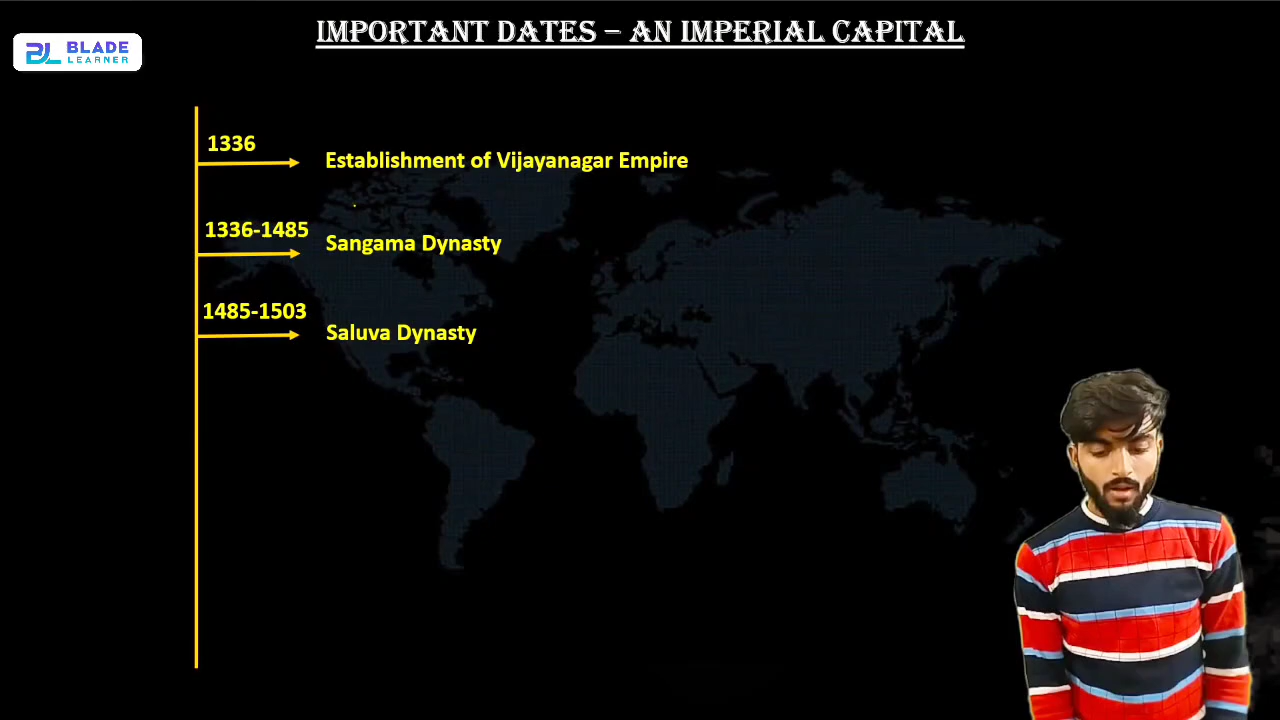 IMPORTANT DATES – AN IMPERIAL CAPITAL
BLADE
LEARNER
1336
Establishment of Vijayanagar Empire
1336-1485
Sangama Dynasty
1485-1503
Saluva Dynasty